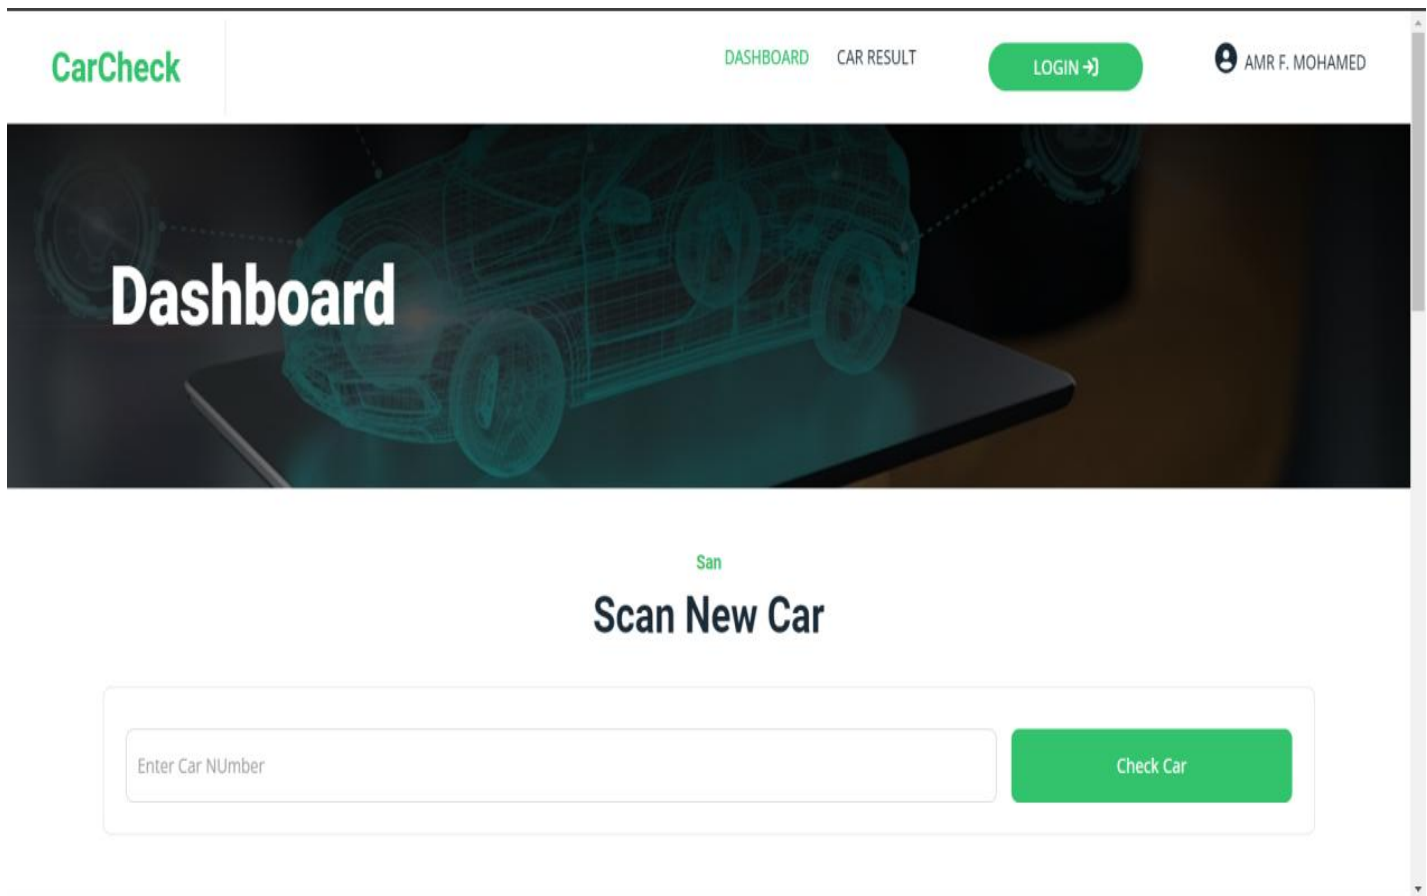 CarCheck
DASHBOARD
CAR RESULT
LOGIN
AMR F. MOHAMED
Dashboard
San
Scan New Car
Enter Car NUmber
Check Car